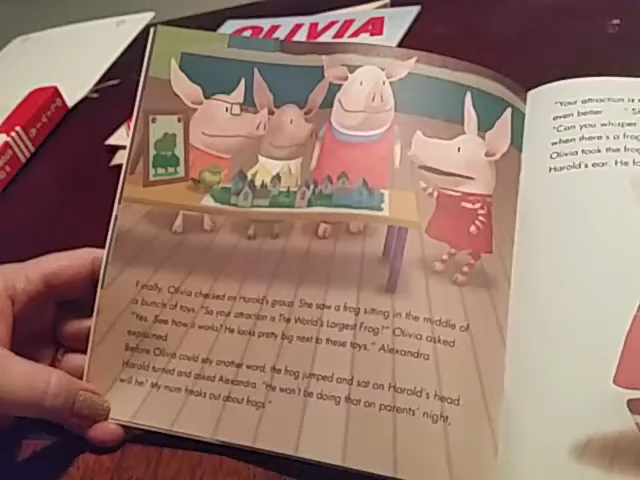 OLIVIA
Finally, Olivia checked on Harold's group. She saw a frog sitting in the middle of
a bunch of toys. "So your attraction is The World's Largest Frog?" Olivia asked.
"Yes. See how it works? He looks pretty big next to these toys," Alexandra
explained.
Before Olivia could say another word, the frog jumped and sat on Harold's head.
Harold turned and asked Alexandra, "He won't be doing that on parents' night,
will he? My mom freaks out about frogs."
"Your attraction is
even better
"Can you whisper
when there's a frog
Olivia took the frog
Harold's ear. He